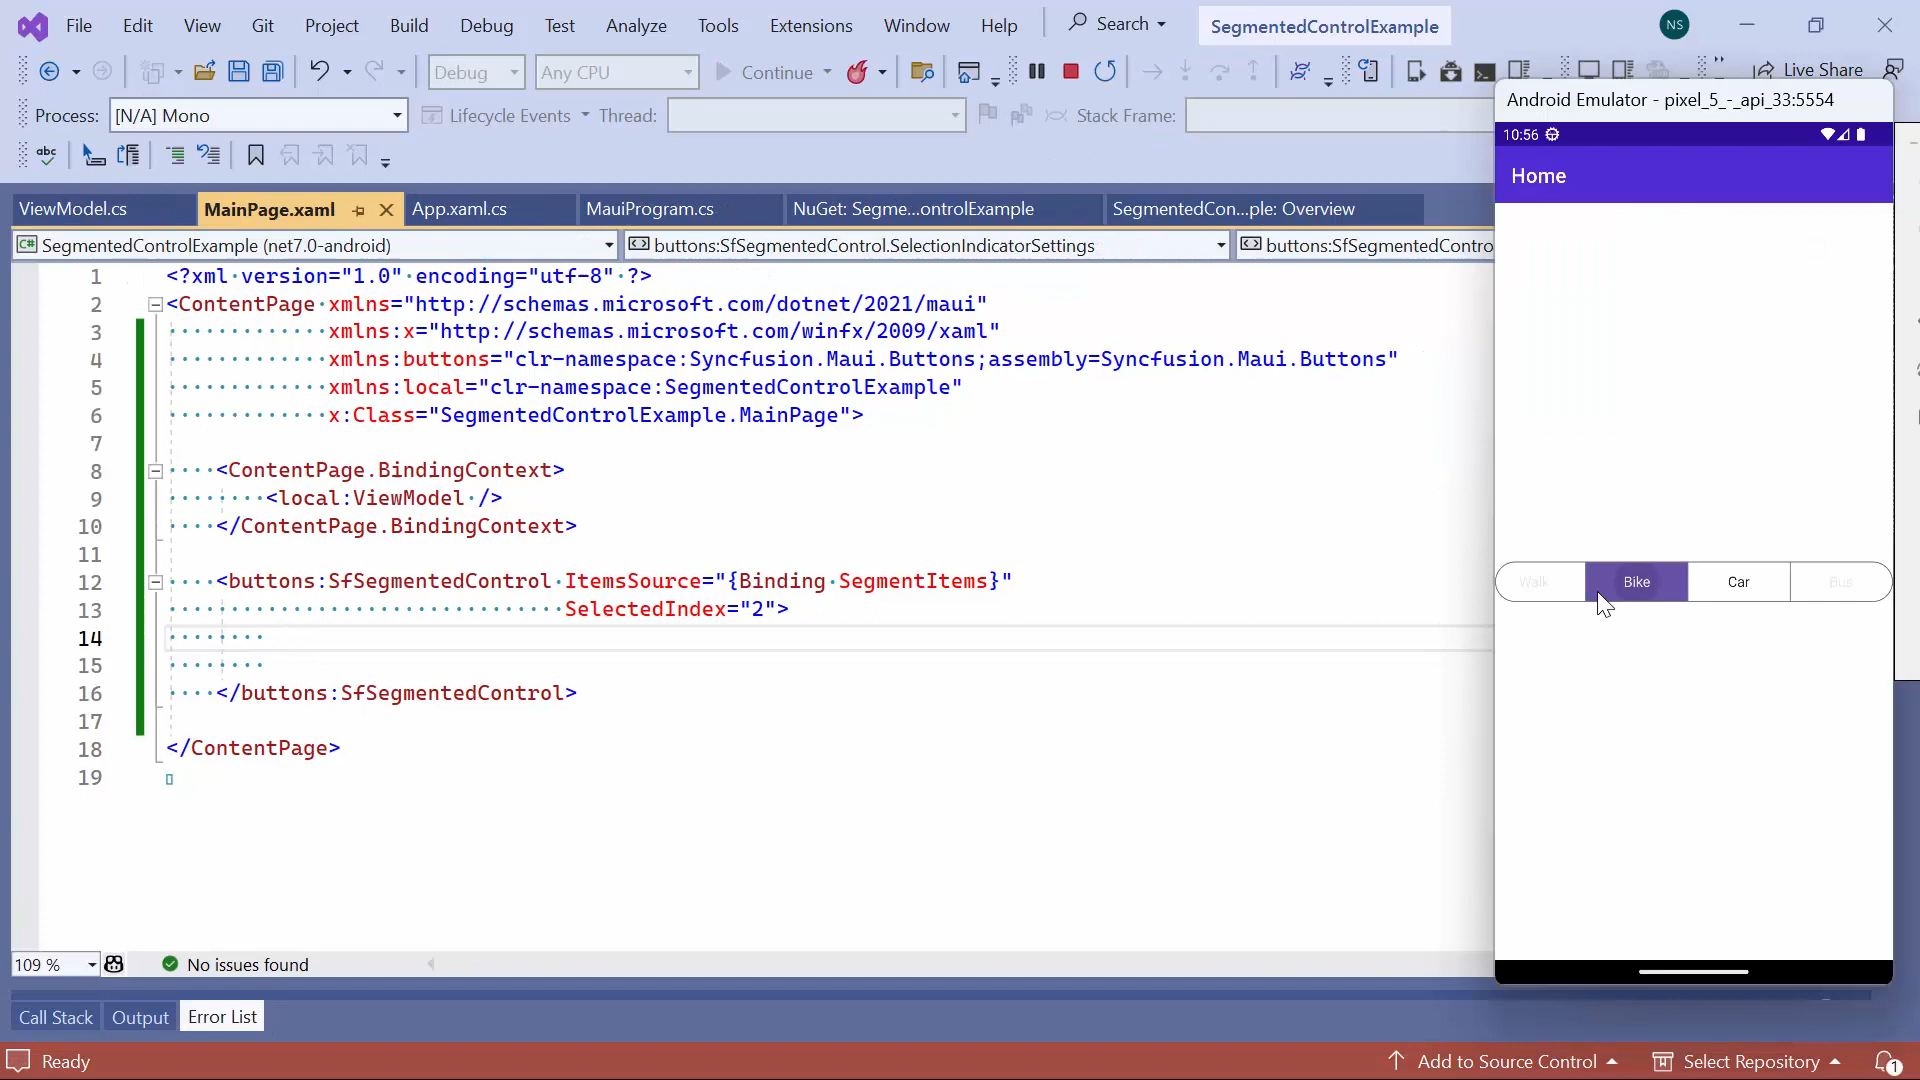 File Edit View Git Project Build Debug Test Analyze Tools Extensions Window Help Search SegmentedControlExample NS
Debug Any CPU Continue Live Share
Process: [N/A] Mono Lifecycle Events Thread: Stack Frame:
abc
ViewModel.cs MainPage.xaml App.xaml.cs MauiProgram.cs NuGet: Segme...ontrolExample SegmentedCon...ple: Overview
C# SegmentedControlExample (net7.0-android) buttons:SfSegmentedControl.SelectionIndicatorSettings buttons:SfSegmentedContro
1 <?xml version="1.0" encoding="utf-8" ?>
2 <ContentPage xmlns="http://schemas.microsoft.com/dotnet/2021/maui"
3 xmlns:x="http://schemas.microsoft.com/winfx/2009/xaml"
4 xmlns:buttons="clr-namespace:Syncfusion.Maui.Buttons;assembly=Syncfusion.Maui.Buttons"
5 xmlns:local="clr-namespace:SegmentedControlExample"
6 x:Class="SegmentedControlExample.MainPage">
7
8 <ContentPage.BindingContext>
9 <local:ViewModel />
10 </ContentPage.BindingContext>
11
12 <buttons:SfSegmentedControl ItemsSource="{Binding SegmentItems}"
13 SelectedIndex="2">
14
15
16 </buttons:SfSegmentedControl>
17
18 </ContentPage>
19
109 % No issues found
Call Stack Output Error List
Ready Add to Source Control Select Repository 1
Android Emulator - pixel_5_-_api_33:5554
10:56
Home
Walk Bike Car Bus